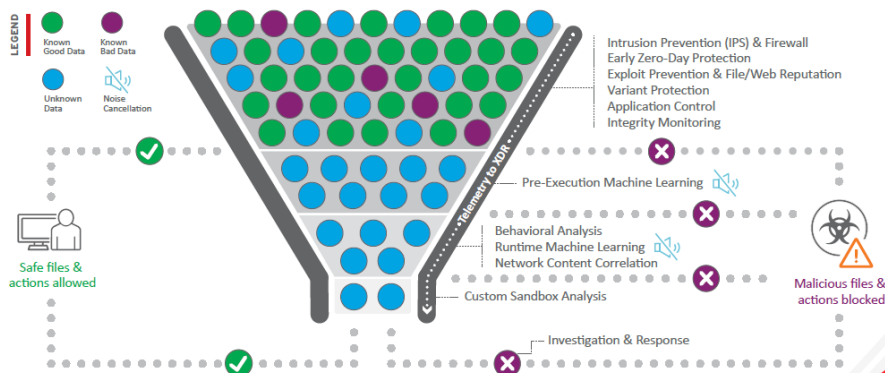 LEGEND
Known
Good Data
Known
Bad Data
Unknown
Data
Noise
Cancellation
Intrusion Prevention (IPS) & Firewall
Early Zero-Day Protection
Exploit Prevention & File/Web Reputation
Variant Protection
Application Control
Integrity Monitoring
Telemetry to XDR
Pre-Execution Machine Learning
Behavioral Analysis
Runtime Machine Learning
Network Content Correlation
Custom Sandbox Analysis
Safe files &
actions allowed
Malicious files &
actions blocked
Investigation & Response